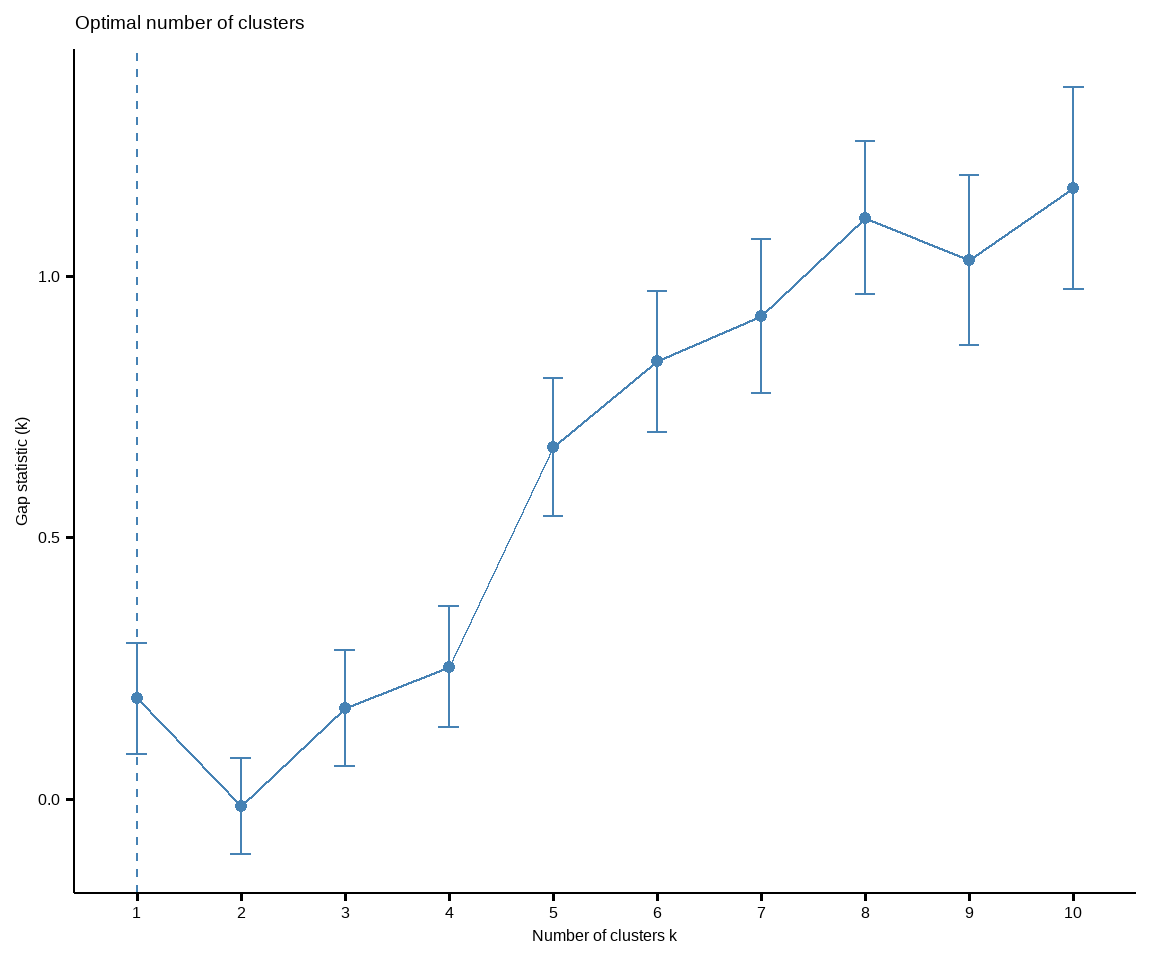 Optimal number of clusters
Gap statistic (k)
1.0
0.5
0.0
1 2 3 4 5 6 7 8 9 10
Number of clusters k